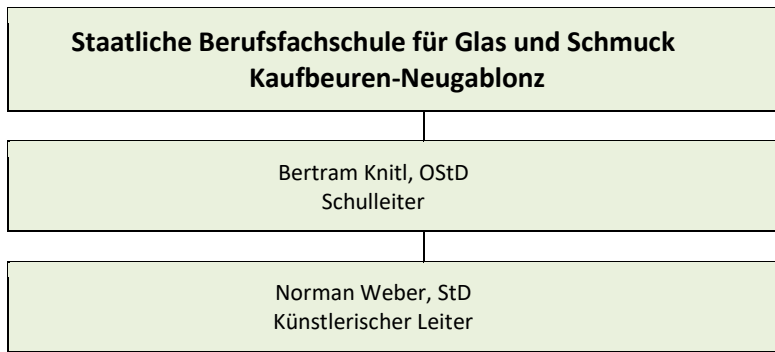 Staatliche Berufsfachschule für Glas und Schmuck
Kaufbeuren-Neugablonz
Bertram Knitl, OStD
Schulleiter
Norman Weber, StD
Künstlerischer Leiter